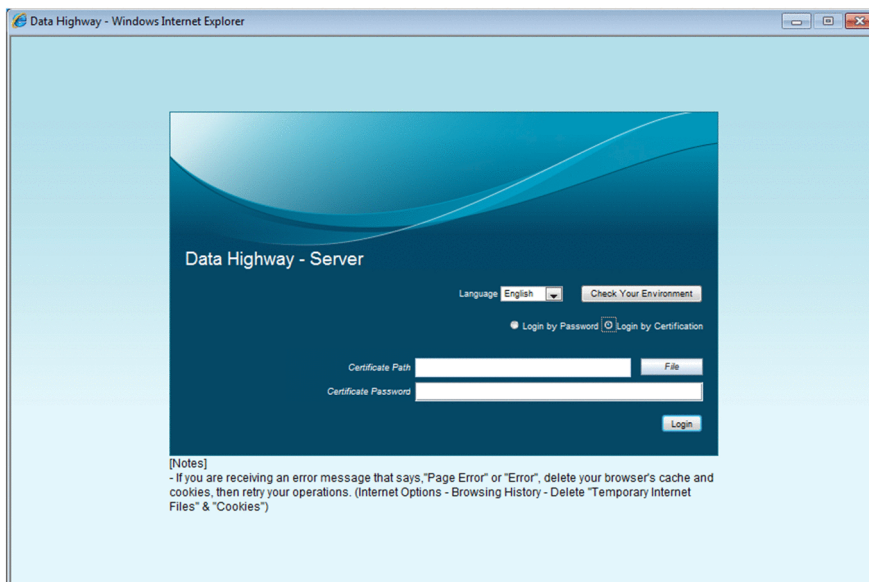 Data Highway - Windows Internet Explorer
Data Highway - Server
Language English Check Your Environment
Login by Password Login by Certification
Certificate Path File
Certificate Password
Login
[Notes]
- If you are receiving an error message that says,"Page Error" or "Error", delete your browser's cache and
cookies, then retry your operations. (Internet Options - Browsing History - Delete "Temporary Internet
Files" & "Cookies")